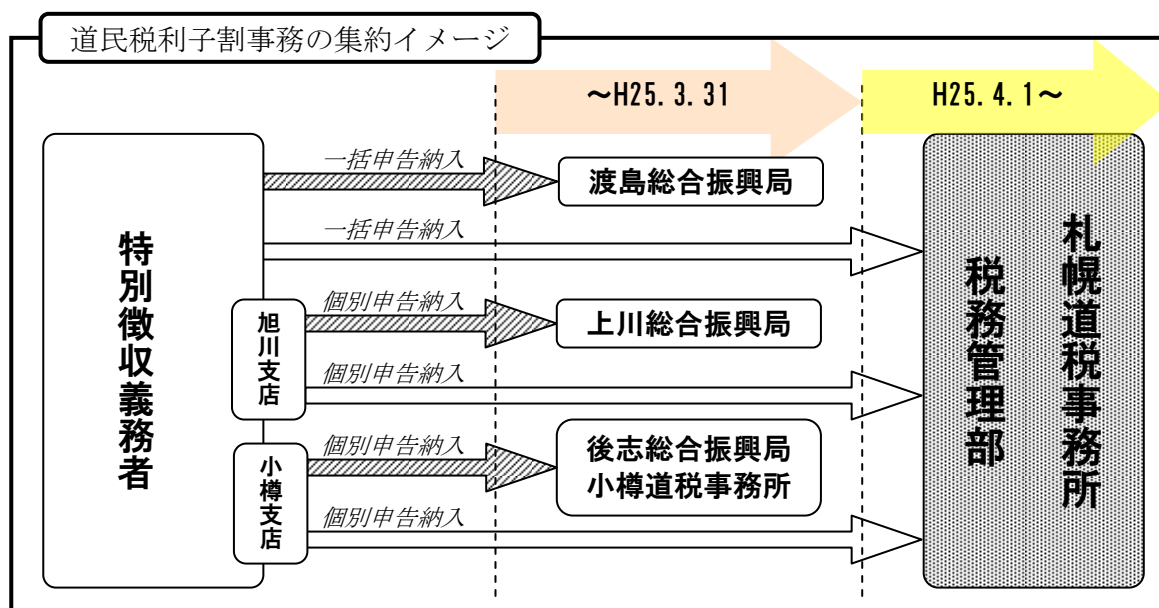 道民税利子割事務の集約イメージ
～H25.3.31
H25.4.1～
特別徴収義務者
一括申告納入
渡島総合振興局
一括申告納入
旭川支店
個別申告納入
上川総合振興局
個別申告納入
小樽支店
個別申告納入
後志総合振興局
小樽道税事務所
個別申告納入
札幌道税事務所
税務管理部